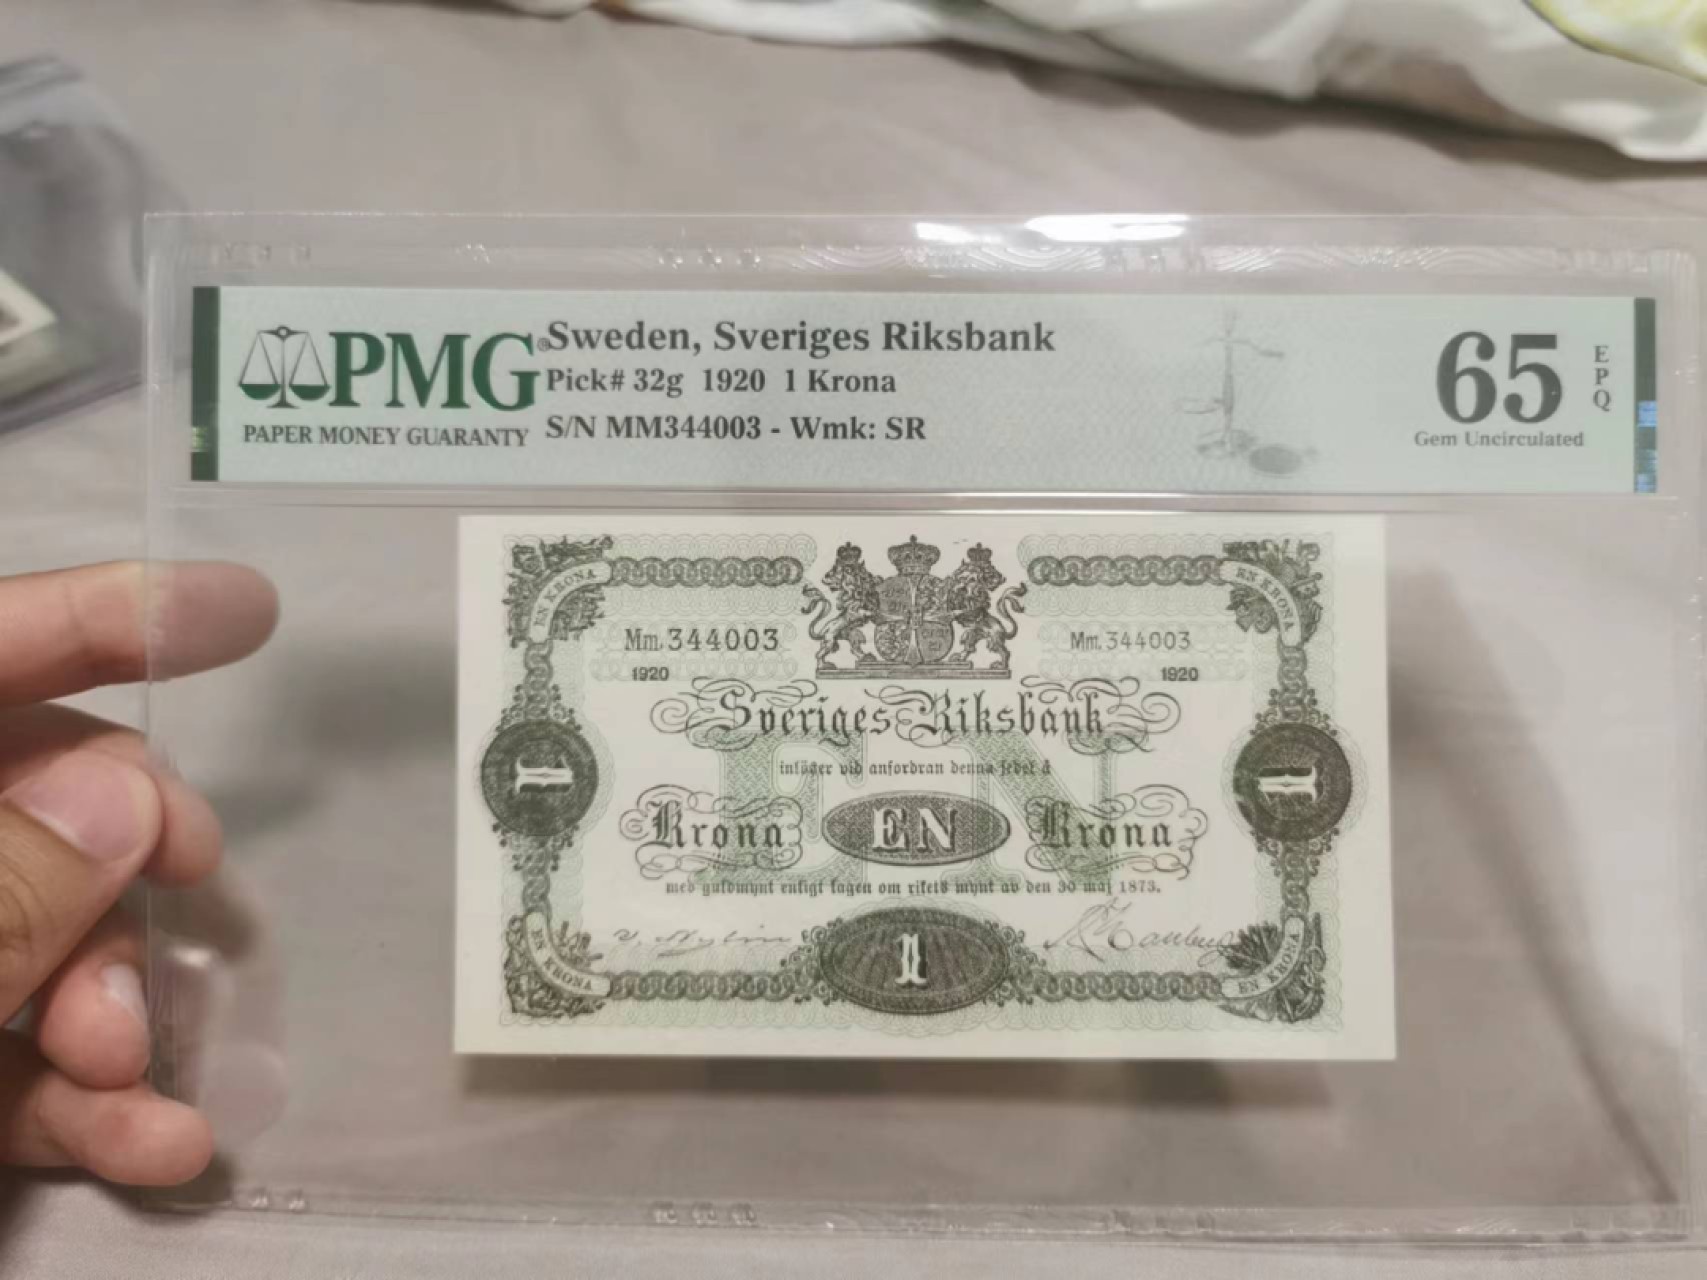 PMG®
PAPER MONEY GUARANTY
Sweden, Sveriges Riksbank
Pick# 32g 1920 1 Krona
S/N MM344003 - Wmk: SR
65
EPQ
Gem Uncirculated
EN KRONA
EN KRONA
Mm.344003
Mm.344003
1920
1920
Sveriges Riksbank
inlöser vid anfordran denna sedel å
EN
1
1
Krona
EN
Krona
med guldmynt enligt lagen om rikets mynt av den 30 maj 1873.
EN KRONA
1
EN KRONA